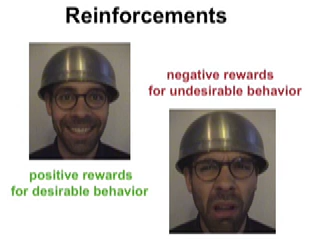 Reinforcements
negative rewards
for undesirable behavior
positive rewards
for desirable behavior